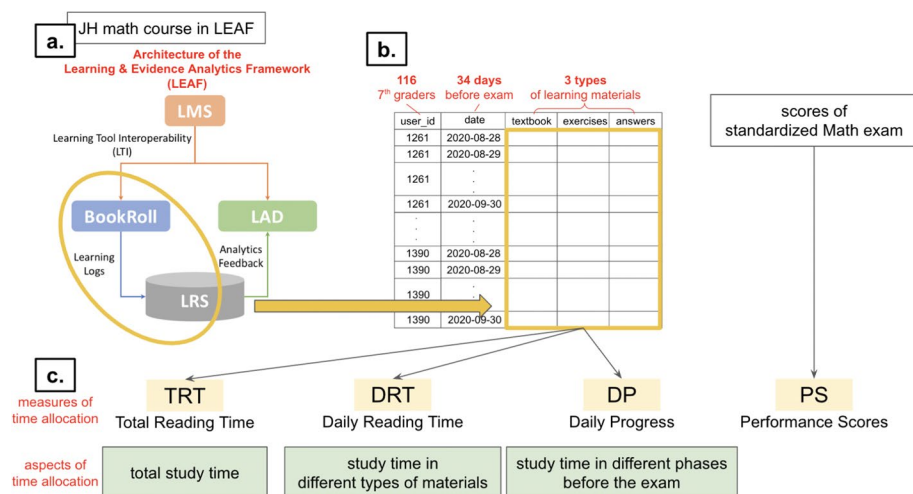 a.
JH math course in LEAF
Architecture of the
Learning & Evidence Analytics Framework
(LEAF)
LMS
Learning Tool Interoperability
(LTI)
BookRoll
LAD
Learning
Logs
Analytics
Feedback
LRS
b.
116
7th graders
34 days
before exam
3 types
of learning materials
user_id date textbook exercises answers
1261 2020-08-28
1261 2020-08-29
1261 .
.
.
1261 2020-09-30
. .
. .
. .
1390 2020-08-28
1390 2020-08-29
1390 .
.
.
1390 2020-09-30
scores of
standardized Math exam
c.
measures of
time allocation
TRT
Total Reading Time
DRT
Daily Reading Time
DP
Daily Progress
PS
Performance Scores
aspects of
time allocation
total study time
study time in
different types of materials
study time in different phases
before the exam